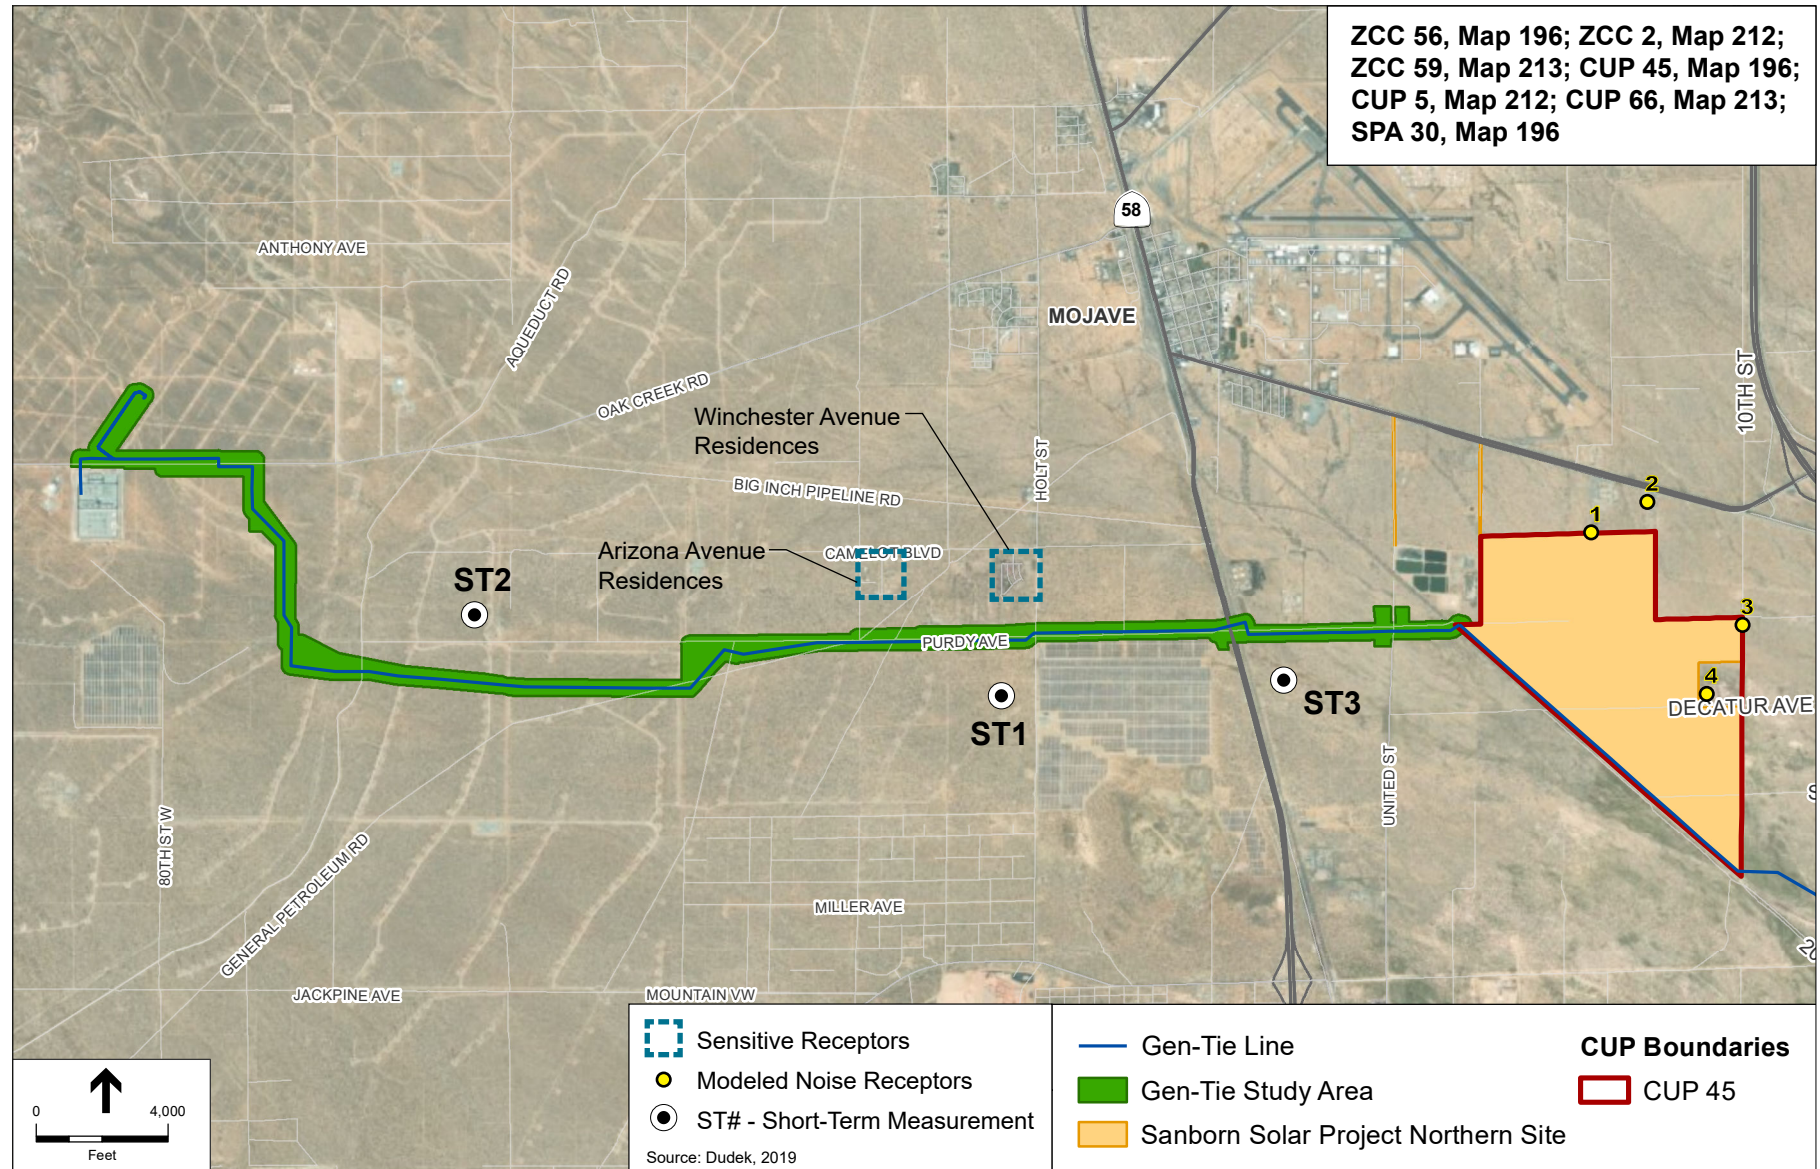 ZCC 56, Map 196; ZCC 2, Map 212;
ZCC 59, Map 213; CUP 45, Map 196;
CUP 5, Map 212; CUP 66, Map 213;
SPA 30, Map 196
58
ANTHONY AVE
AQUEDUCT RD
MOJAVE
OAK CREEK RD
10TH ST
Winchester Avenue
Residences
HOLT ST
BIG INCH PIPELINE RD
2
1
Arizona Avenue
Residences
CAMELOT BLVD
ST2
3
PURDY AVE
4
DECATUR AVE
ST1
ST3
UNITED ST
80TH ST W
GENERAL PETROLEUM RD
MILLER AVE
JACKPINE AVE
MOUNTAIN VW
0 4,000
Feet
Sensitive Receptors
Modeled Noise Receptors
ST# - Short-Term Measurement
Source: Dudek, 2019
Gen-Tie Line
Gen-Tie Study Area
Sanborn Solar Project Northern Site
CUP Boundaries
CUP 45